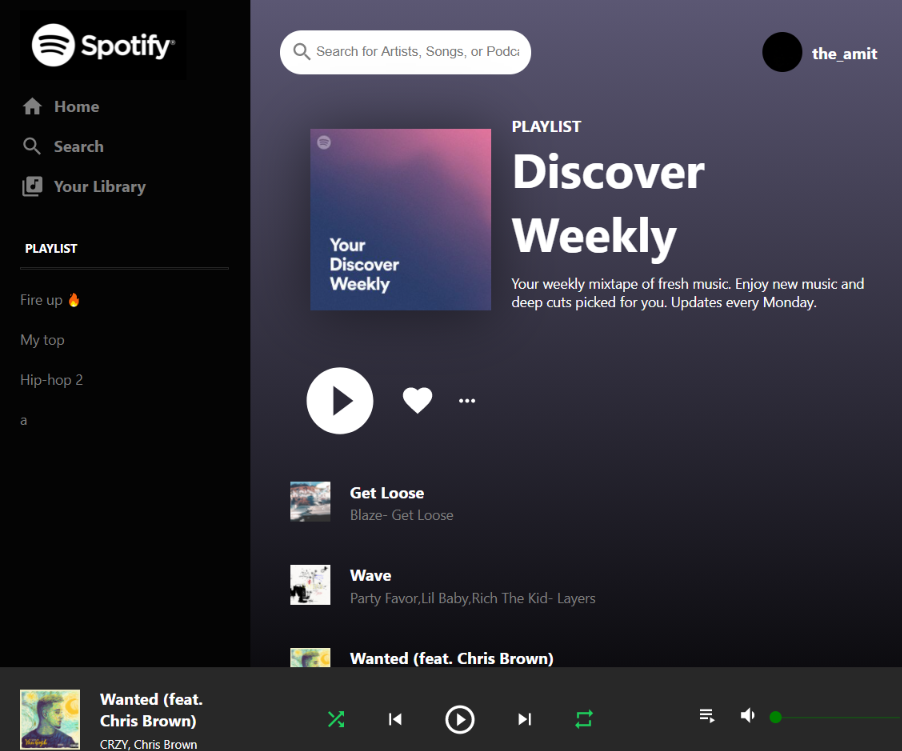 Spotify®
Home
Search
Your Library
PLAYLIST
Fire up 🔥
My top
Hip-hop 2
a
Search for Artists, Songs, or Podca
the_amit
Your
Discover
Weekly
PLAYLIST
Discover
Weekly
Your weekly mixtape of fresh music. Enjoy new music and
deep cuts picked for you. Updates every Monday.
Get Loose
Blaze- Get Loose
Wave
Party Favor,Lil Baby,Rich The Kid- Layers
Wanted (feat. Chris Brown)
Wanted (feat.
Chris Brown)
CRZY, Chris Brown